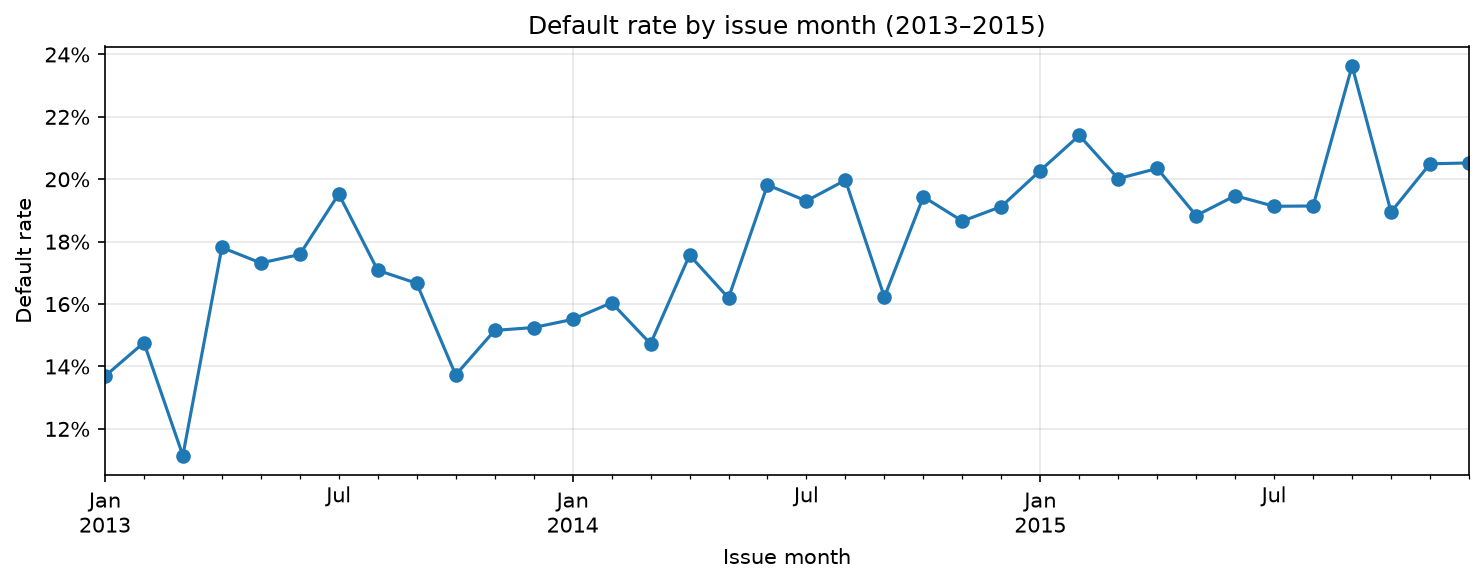 Default rate by issue month (2013–2015)
24%
22%
20%
18%
16%
14%
12%
Default rate
Jan
2013
Jul
Jan
2014
Jul
Jan
2015
Jul
Issue month